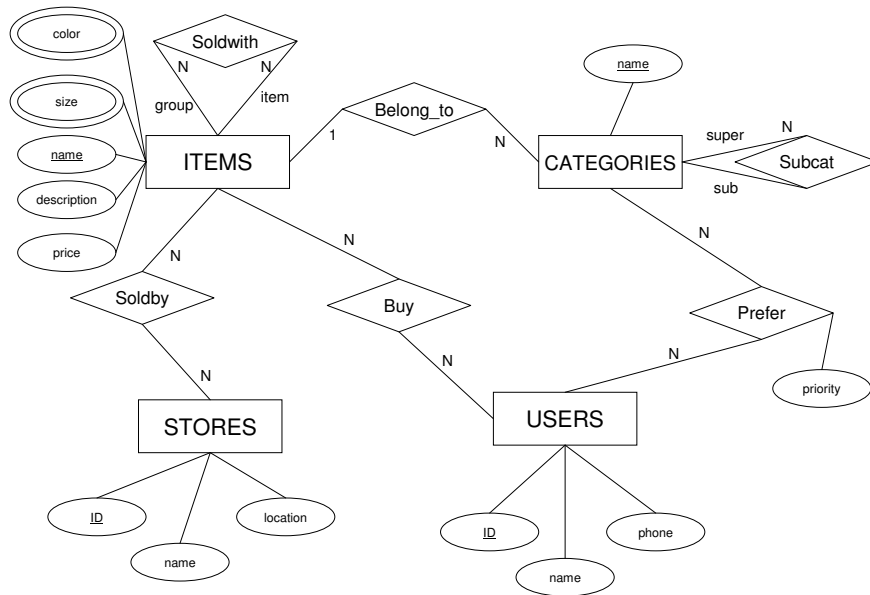 color
Soldwith
N
N
name
size
group
item
Belong_to
1
N
super
N
name
ITEMS
CATEGORIES
Subcat
sub
description
price
N
N
N
Soldby
Buy
Prefer
N
N
N
priority
STORES
USERS
ID
location
ID
phone
name
name